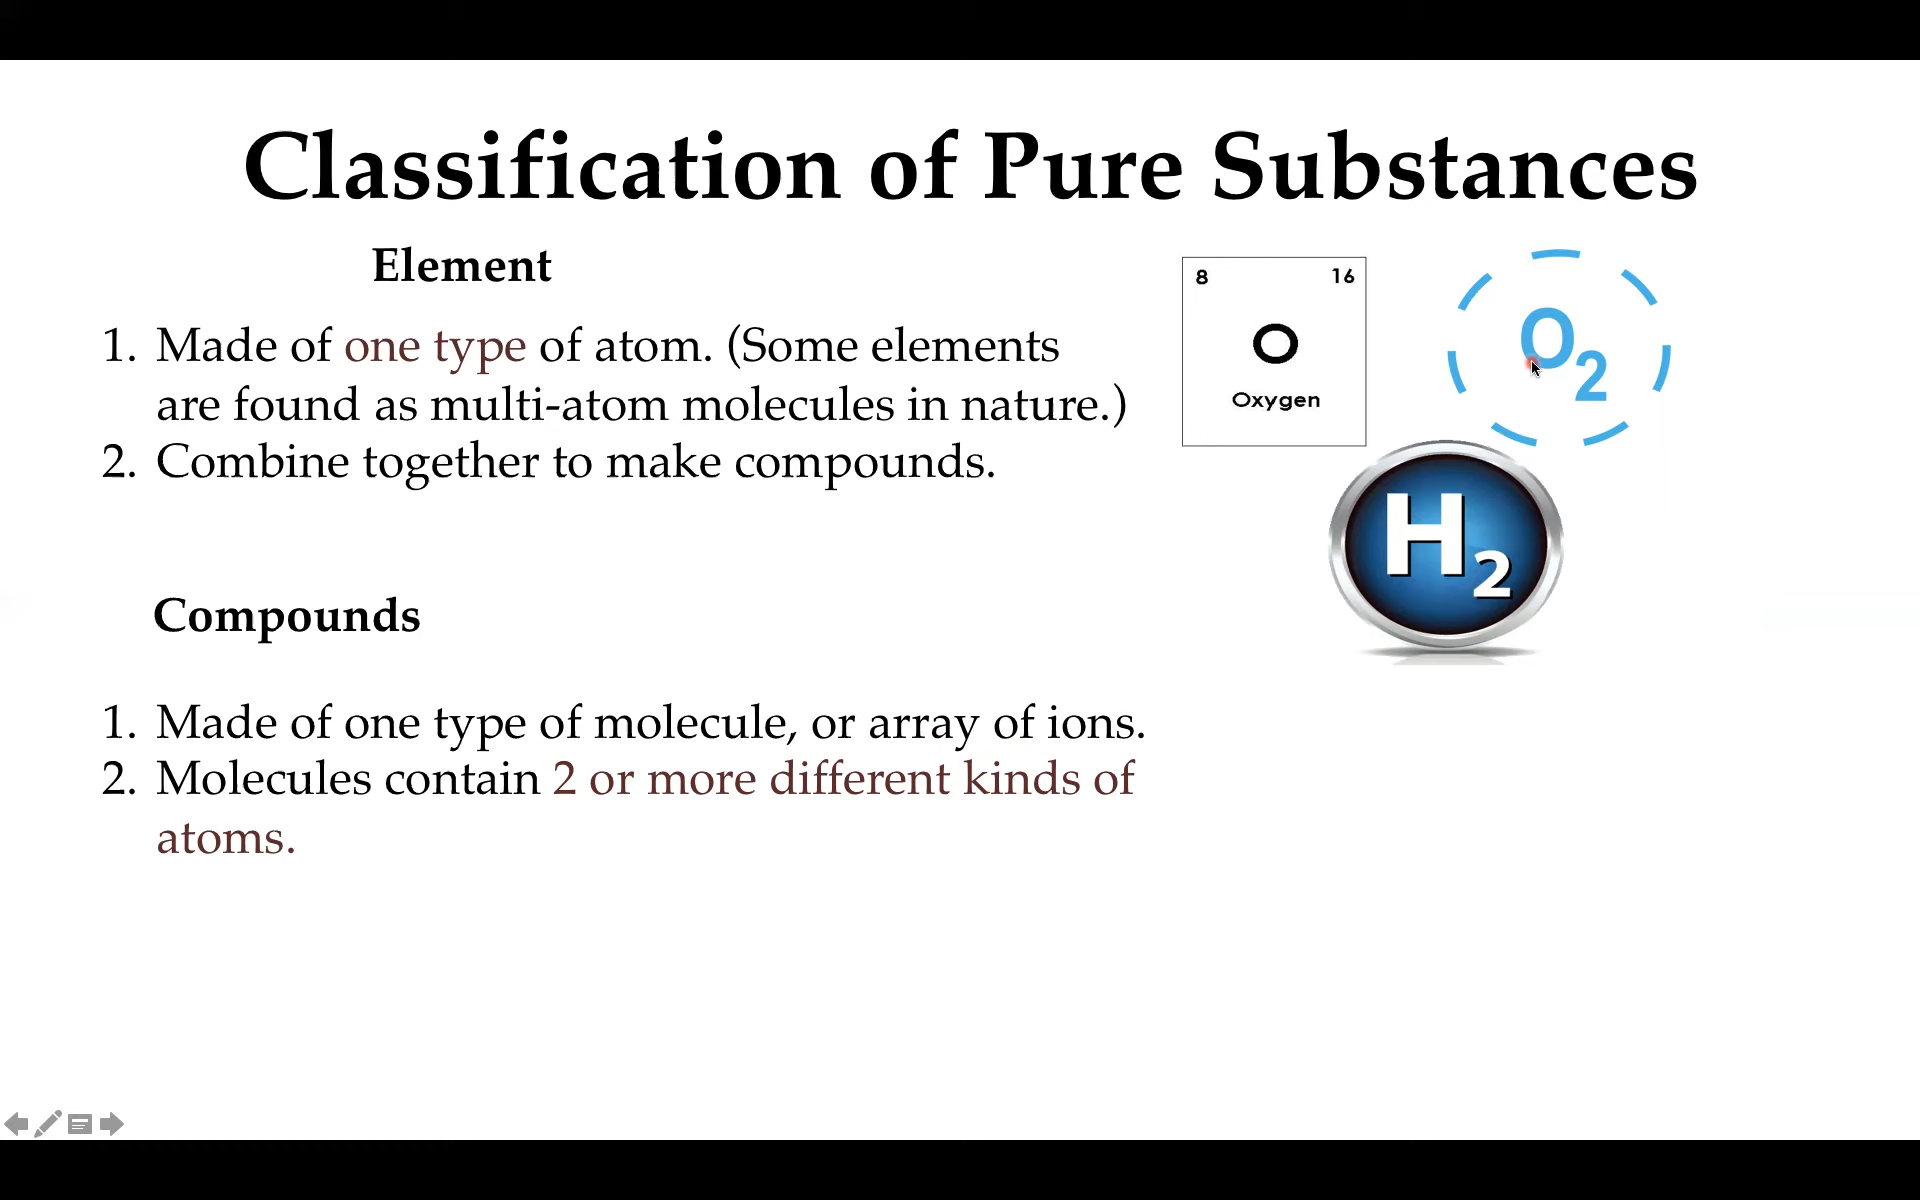 Classification of Pure Substances
Element
1. Made of one type of atom. (Some elements
are found as multi-atom molecules in nature.)
2. Combine together to make compounds.
8 16
O
Oxygen
O2
H2
Compounds
1. Made of one type of molecule, or array of ions.
2. Molecules contain 2 or more different kinds of
atoms.